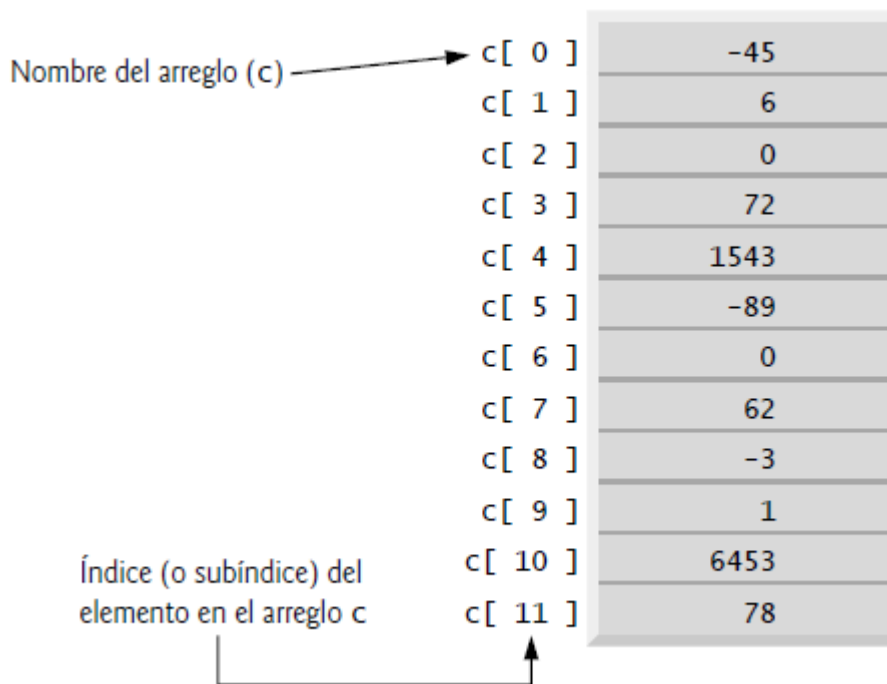 Nombre del arreglo (c)
c[ 0 ] -45
c[ 1 ] 6
c[ 2 ] 0
c[ 3 ] 72
c[ 4 ] 1543
c[ 5 ] -89
c[ 6 ] 0
c[ 7 ] 62
c[ 8 ] -3
c[ 9 ] 1
c[ 10 ] 6453
c[ 11 ] 78
Índice (o subíndice) del
elemento en el arreglo c